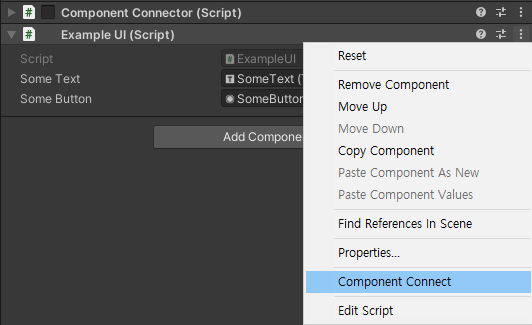 # Component Connector (Script)
# Example UI (Script)
Script # ExampleUI
Some Text T SomeText (T
Some Button SomeButton
Add Compone
Reset
Remove Component
Move Up
Move Down
Copy Component
Paste Component As New
Paste Component Values
Find References In Scene
Properties...
Component Connect
Edit Script